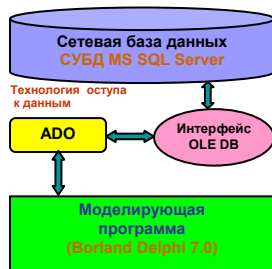 Сетевая база данных
СУБД MS SQL Server
Технология оступа
к данным
ADO
Интерфейс
OLE DB
Моделирующая
программа
(Borland Delphi 7.0)